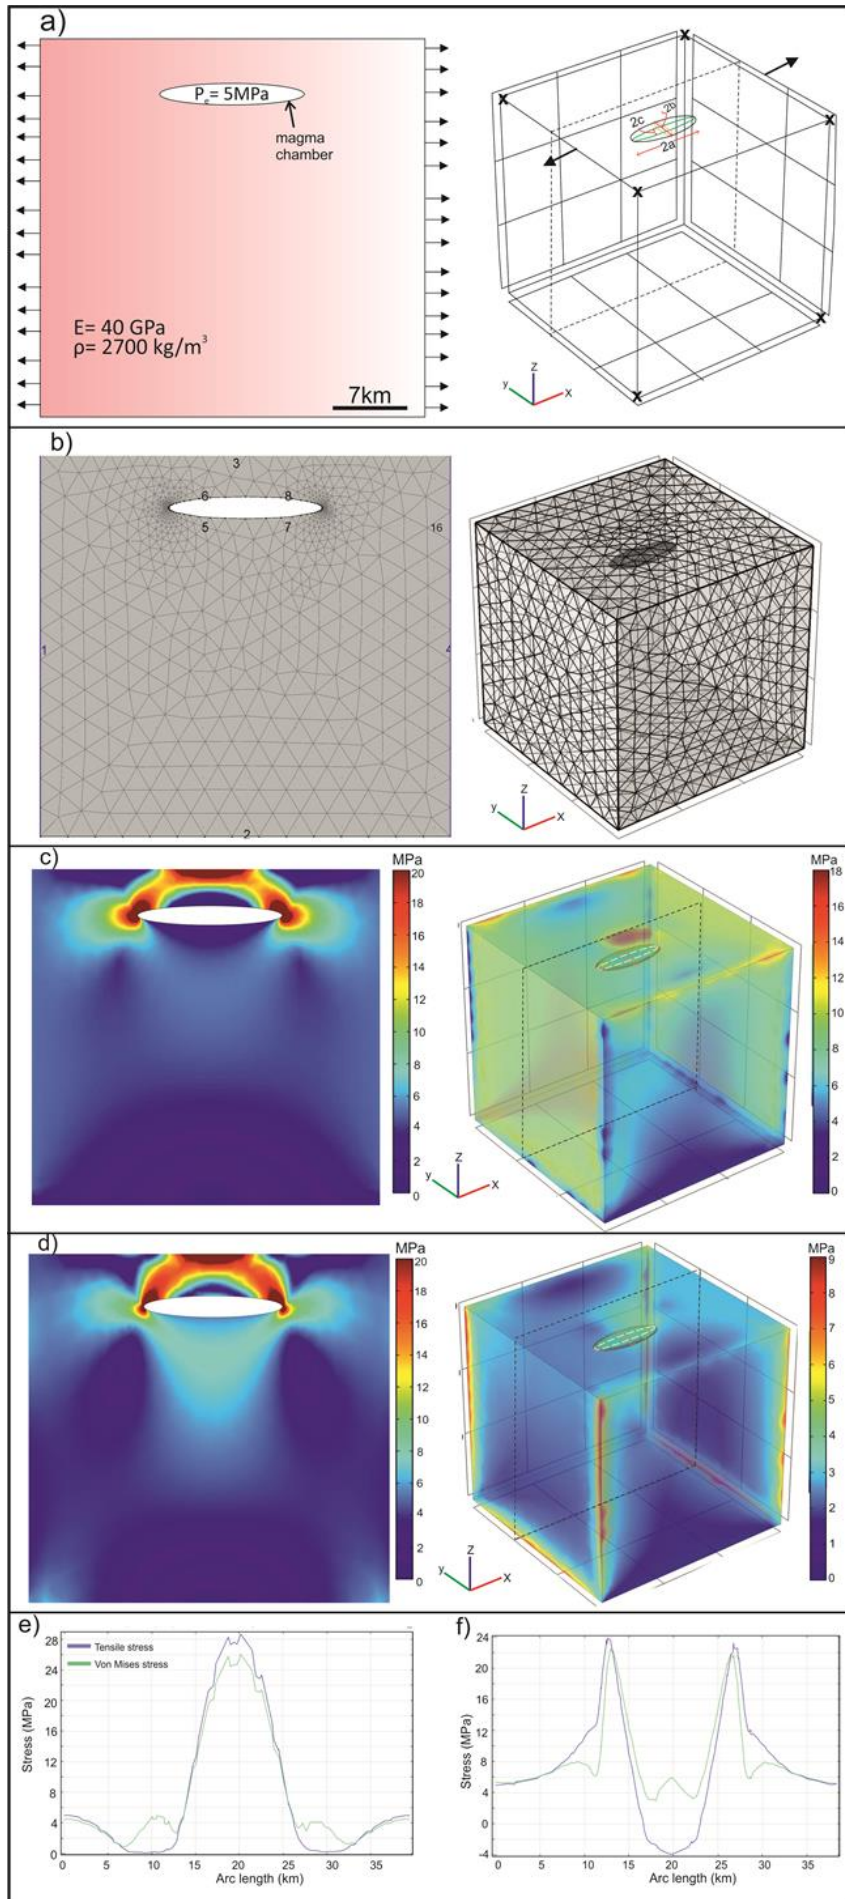 a)
Pe= 5MPa
magma
chamber
E= 40 GPa
ρ= 2700 kg/m3
7km
x
x
x
x
x
x
2c
2b
2a
Z
y
X
b)
3
6
8
5
7
16
1
4
2
Z
y
X
c)
MPa
20
18
16
14
12
10
8
6
4
2
0
MPa
18
16
14
12
10
8
6
4
2
0
Z
y
X
d)
MPa
20
18
16
14
12
10
8
6
4
2
0
MPa
9
8
7
6
5
4
3
2
1
0
Z
y
X
e)
Tensile stress
Von Mises stress
Stress (MPa)
28
24
20
16
12
8
4
0
0
5
10
15
20
25
30
35
Arc length (km)
f)
Stress (MPa)
24
20
16
12
8
4
0
-4
0
5
10
15
20
25
30
35
Arc length (km)